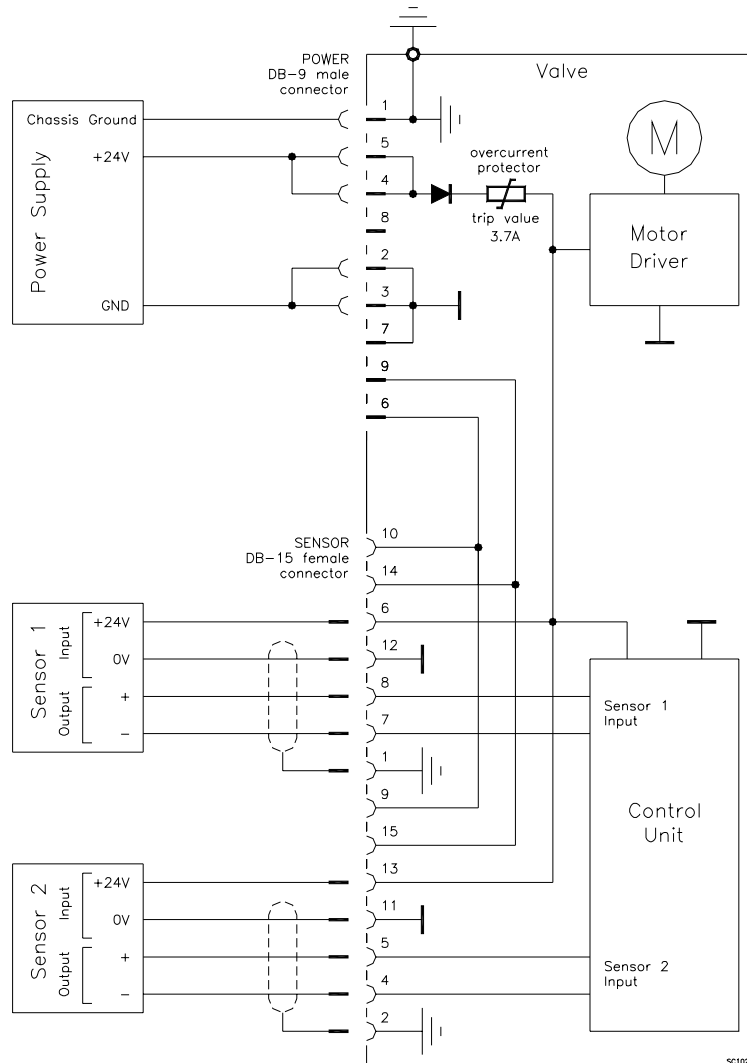 POWER
DB-9 male
connector
Valve
Chassis Ground
+24V
GND
Power Supply
1
5
4
8
2
3
7
9
6
overcurrent
protector
trip value
3.7A
M
Motor
Driver
SENSOR
DB-15 female
connector
10
14
6
12
8
7
1
9
15
13
11
5
4
2
Sensor 1
Input
Output
+24V
0V
+
-
Sensor 2
Input
Output
+24V
0V
+
-
Sensor 1
Input
Control
Unit
Sensor 2
Input